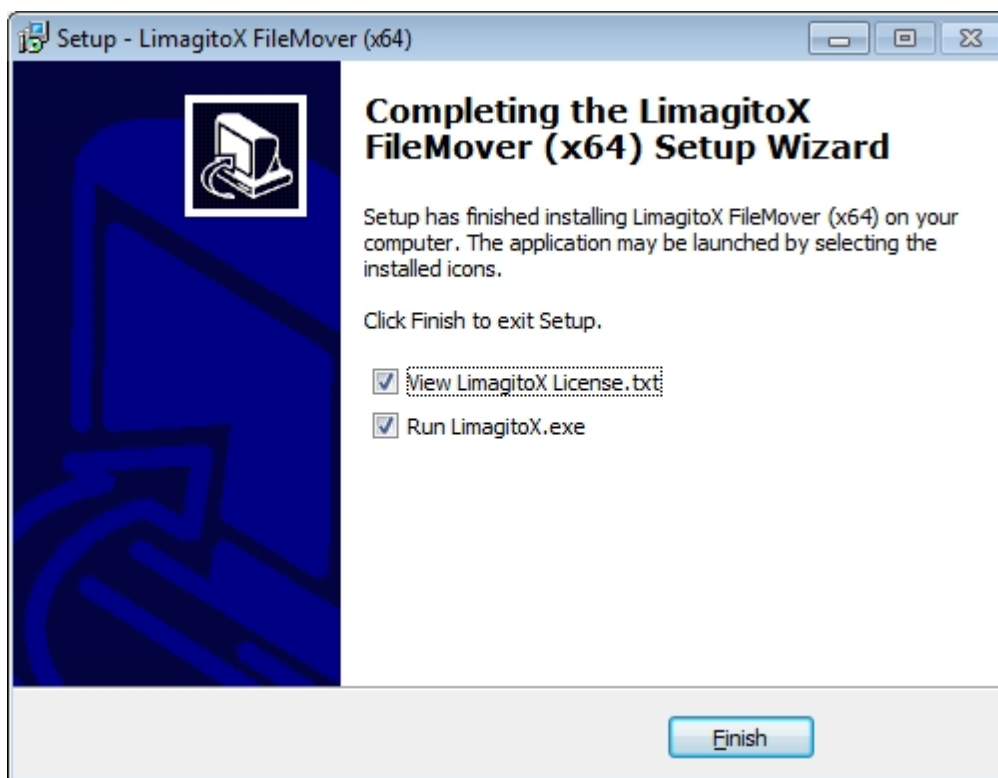 Setup - LimagitoX FileMover (x64)
Completing the LimagitoX
FileMover (x64) Setup Wizard
Setup has finished installing LimagitoX FileMover (x64) on your
computer. The application may be launched by selecting the
installed icons.
Click Finish to exit Setup.
View LimagitoX License.txt
Run LimagitoX.exe
Finish